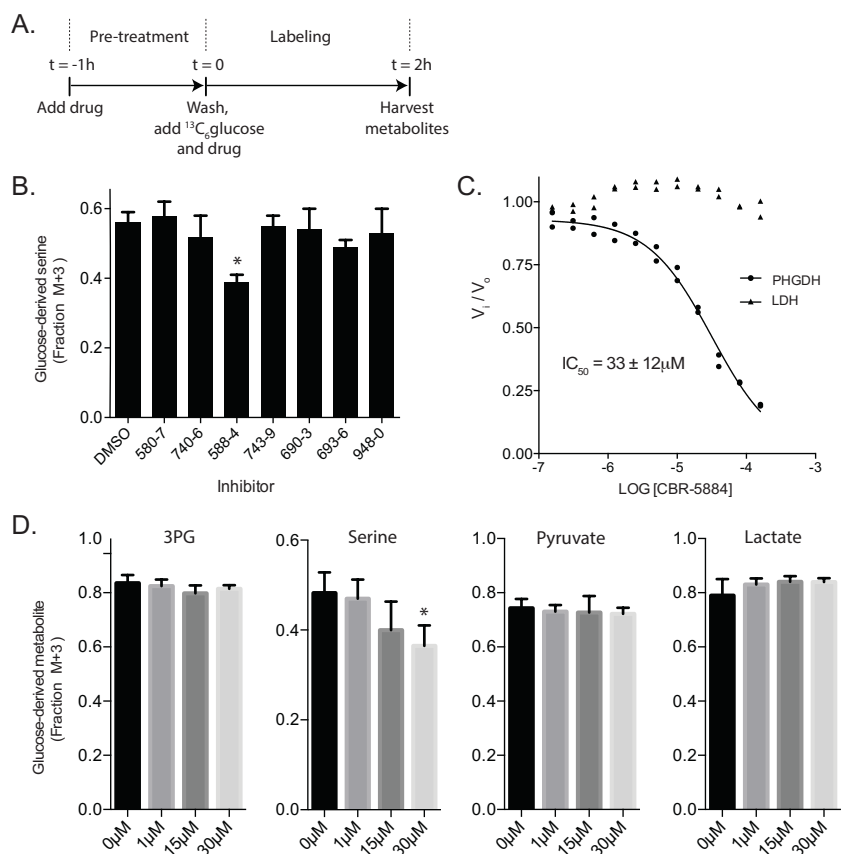 A.
Pre-treatment
Labeling
t = -1h
t = 0
t = 2h
Add drug
Wash,
add ¹³C₆glucose
and drug
Harvest
metabolites
B.
Glucose-derived serine
(Fraction M+3)
0.6
0.4
0.2
0.0
*
DMSO
580-7
740-6
588-4
743-9
690-3
693-6
948-0
Inhibitor
C.
Vᵢ / Vₒ
1.00
0.75
0.50
0.25
0.00
PHGDH
LDH
IC₅₀ = 33 ± 12μM
-7
-6
-5
-4
-3
LOG [CBR-5884]
D.
Glucose-derived metabolite
(Fraction M+3)
3PG
1.0
0.8
0.6
0.4
0.2
0.0
0μM
1μM
15μM
30μM
Serine
0.6
0.4
0.2
0.0
*
0μM
1μM
15μM
30μM
Pyruvate
1.0
0.8
0.6
0.4
0.2
0.0
0μM
1μM
15μM
30μM
Lactate
1.0
0.8
0.6
0.4
0.2
0.0
0μM
1μM
15μM
30μM